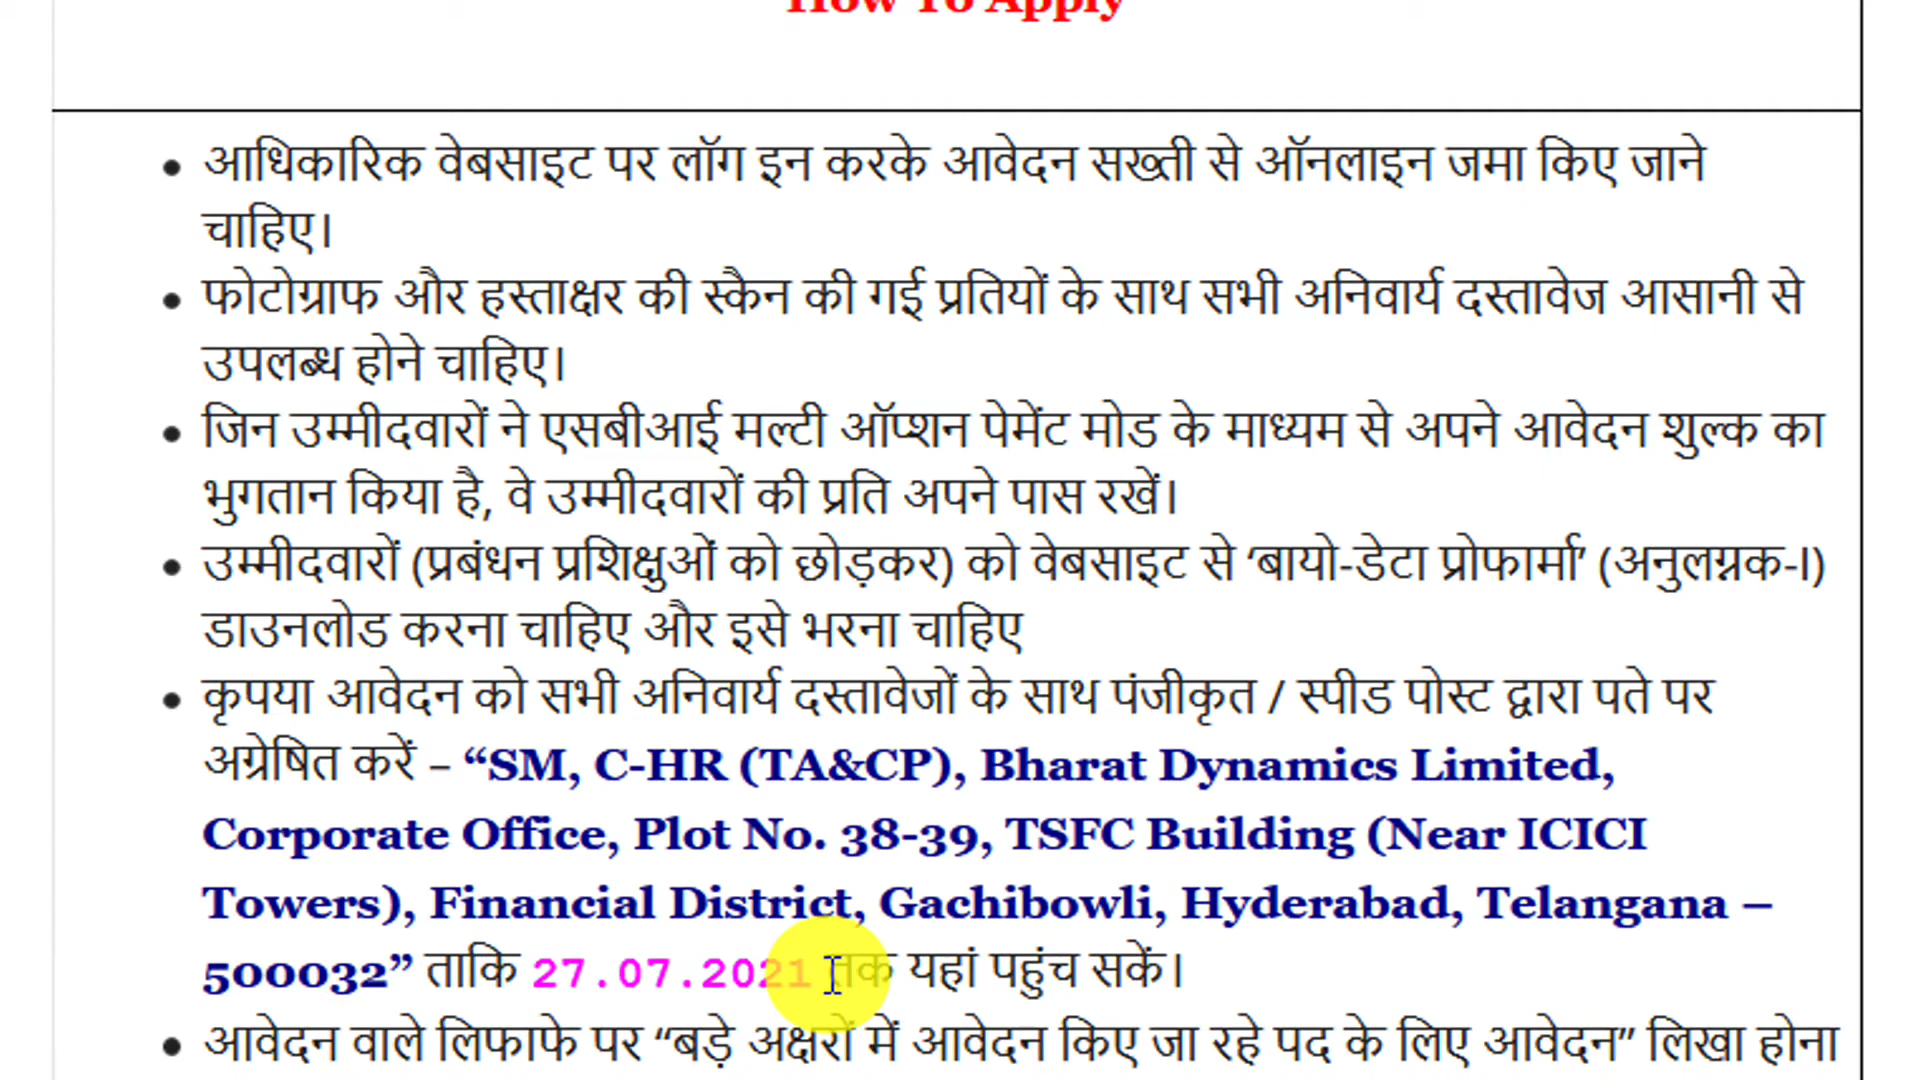 How To Apply
• आधिकारिक वेबसाइट पर लॉग इन करके आवेदन सख्ती से ऑनलाइन जमा किए जाने
चाहिए।
• फोटोग्राफ और हस्ताक्षर की स्कैन की गई प्रतियों के साथ सभी अनिवार्य दस्तावेज आसानी से
उपलब्ध होने चाहिए।
• जिन उम्मीदवारों ने एसबीआई मल्टी ऑप्शन पेमेंट मोड के माध्यम से अपने आवेदन शुल्क का
भुगतान किया है, वे उम्मीदवारों की प्रति अपने पास रखें।
• उम्मीदवारों (प्रबंधन प्रशिक्षुओं को छोड़कर) को वेबसाइट से ‘बायो-डेटा प्रोफार्मा’ (अनुलग्नक-I)
डाउनलोड करना चाहिए और इसे भरना चाहिए
• कृपया आवेदन को सभी अनिवार्य दस्तावेजों के साथ पंजीकृत / स्पीड पोस्ट द्वारा पते पर
अग्रेषित करें – “SM, C-HR (TA&CP), Bharat Dynamics Limited,
Corporate Office, Plot No. 38-39, TSFC Building (Near ICICI
Towers), Financial District, Gachibowli, Hyderabad, Telangana –
500032” ताकि 27.07.2021 तक यहां पहुंच सकें।
• आवेदन वाले लिफाफे पर “बड़े अक्षरों में आवेदन किए जा रहे पद के लिए आवेदन” लिखा होना